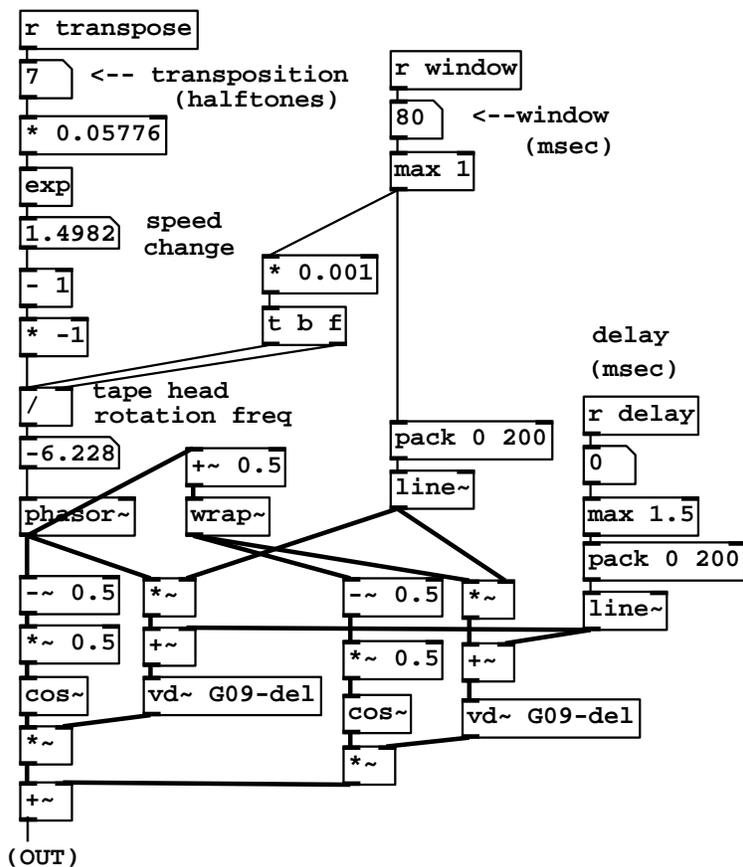 r transpose
7
<-- transposition
(halftones)
* 0.05776
exp
1.4982
speed
change
- 1
* -1
/
tape head
rotation freq
-6.228
phasor~
r window
80
<--window
(msec)
max 1
* 0.001
t b f
pack 0 200
line~
+~ 0.5
wrap~
delay
(msec)
r delay
0
max 1.5
pack 0 200
line~
-~ 0.5
*~
-~ 0.5
*~
*~ 0.5
+~
*~ 0.5
+~
cos~
vd~ G09-del
cos~
vd~ G09-del
*~
*~
+~
(OUT)